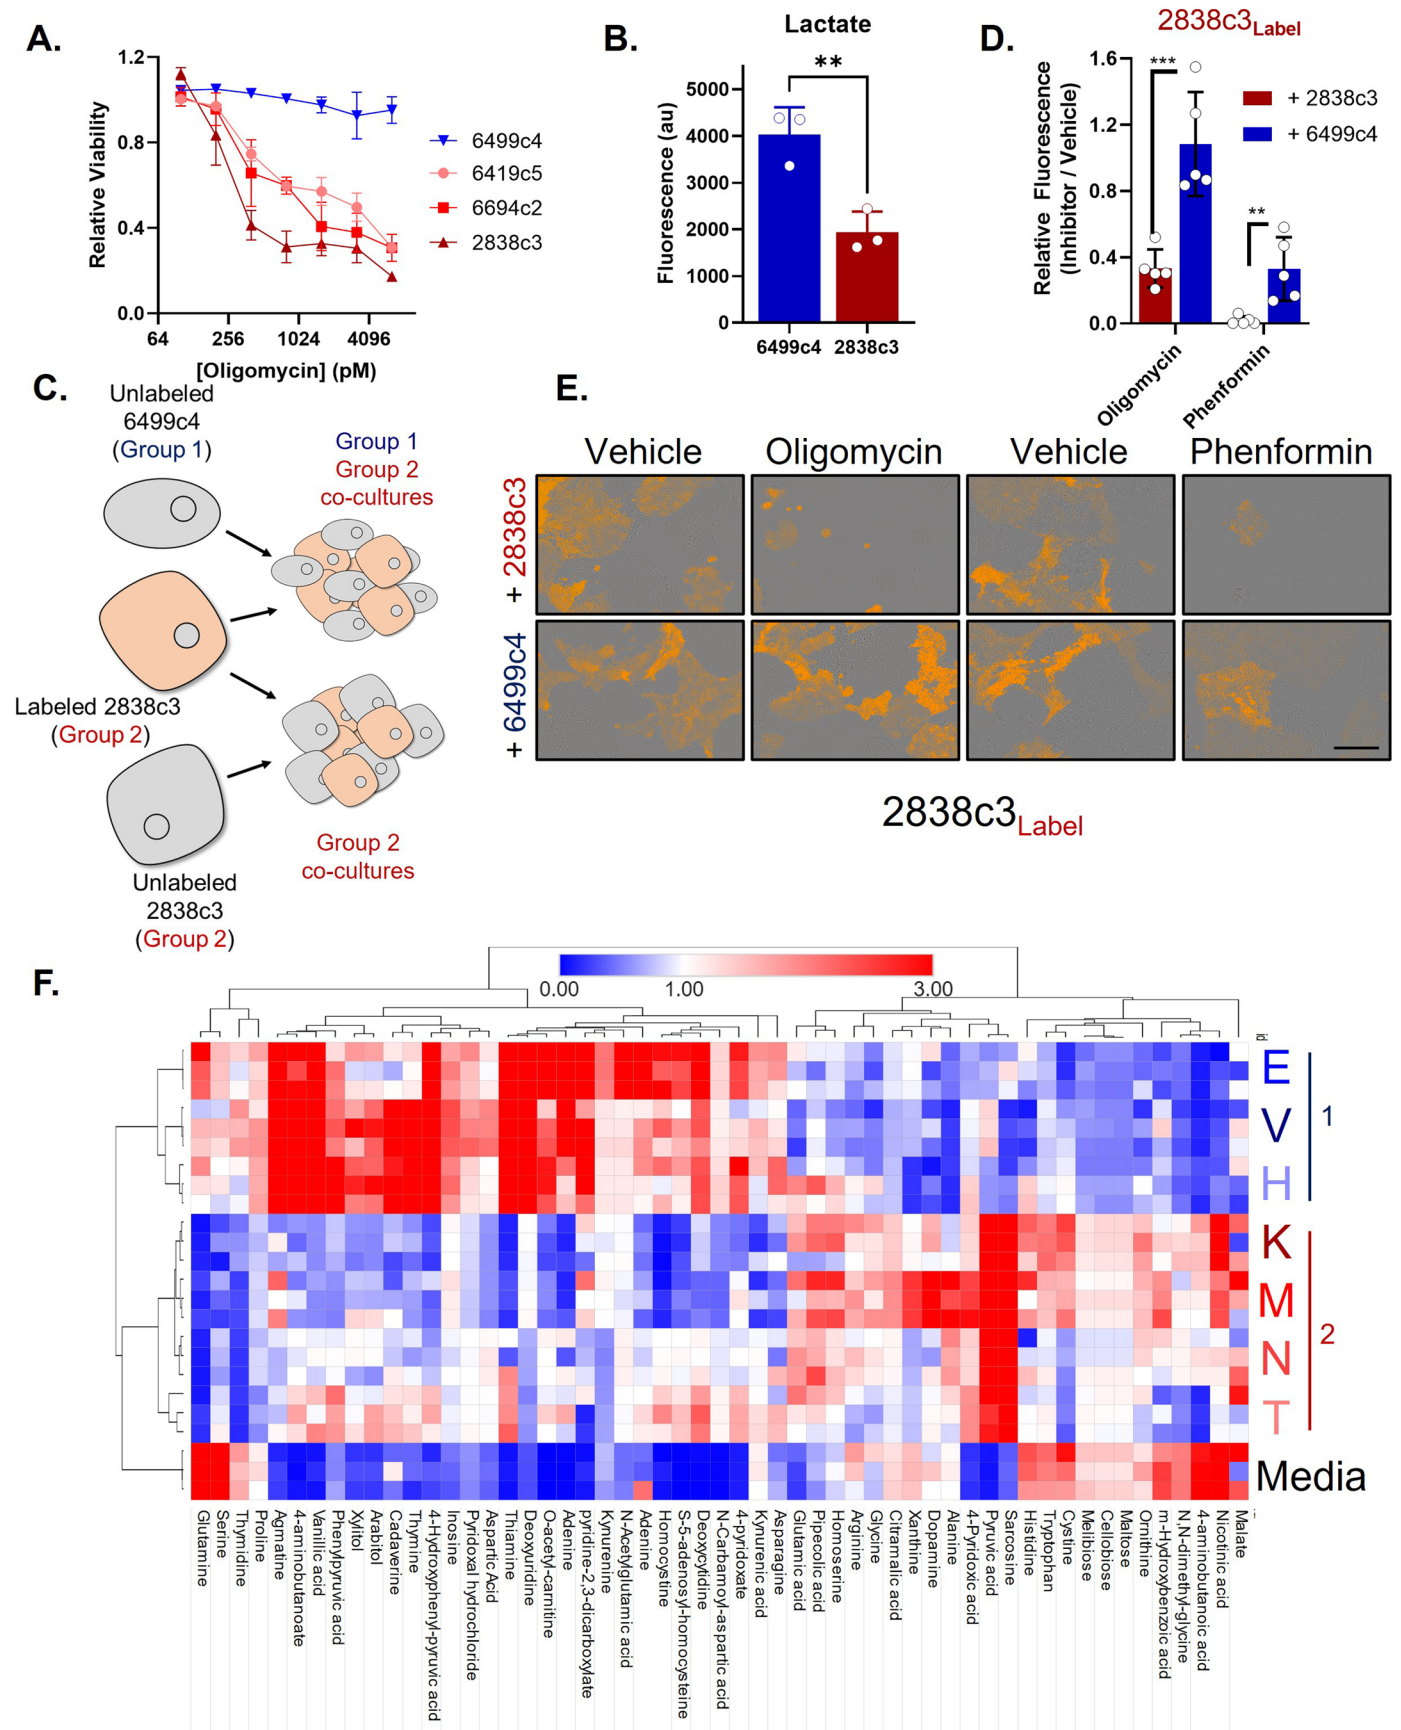 A.
1.2
0.8
0.4
0.0
Relative Viability
64
256
1024
4096
[Oligomycin] (pM)
6499c4
6419c5
6694c2
2838c3
B.
Lactate
**
5000
4000
3000
2000
1000
0
Fluorescence (au)
6499c4
2838c3
D.
2838c3Label
1.6
1.2
0.8
0.4
0.0
Relative Fluorescence
(Inhibitor / Vehicle)
***
**
+ 2838c3
+ 6499c4
Oligomycin
Phenformin
C.
Unlabeled
6499c4
(Group 1)
Group 1
Group 2
co-cultures
Labeled 2838c3
(Group 2)
Unlabeled
2838c3
(Group 2)
Group 2
co-cultures
E.
Vehicle
Oligomycin
Vehicle
Phenformin
+ 2838c3
+ 6499c4
2838c3Label
F.
0.00
1.00
3.00
id
E
V
H
1
K
M
N
T
2
Media
Glutamine
Serine
Thymidine
Proline
Agmatine
4-aminobutanoate
Vanillic acid
Phenylpyruvic acid
Xylitol
Arabitol
Cadaverine
Thymine
4-Hydroxyphenyl-pyruvic acid
Inosine
Pyridoxal hydrochloride
Aspartic Acid
Thiamine
Deoxyuridine
O-acetyl-carnitine
Adenine
pyridine-2,3-dicarboxylate
Kynurenine
N-Acetylglutamic acid
Adenine
Homocystine
S-5-adenosyl-homocysteine
Deoxycytidine
N-Carbamoyl-aspartic acid
4-pyridoxate
Kynurenic acid
Asparagine
Glutamic acid
Pipecolic acid
Homoserine
Arginine
Glycine
Citramalic acid
Xanthine
Dopamine
Alanine
4-Pyridoxic acid
Pyruvic acid
Sarcosine
Histidine
Tryptophan
Cystine
Melibiose
Cellobiose
Maltose
Ornithine
m-Hydroxybenzoic acid
N,N-dimethyl-glycine
4-aminobutanoic acid
Nicotinic acid
Malate